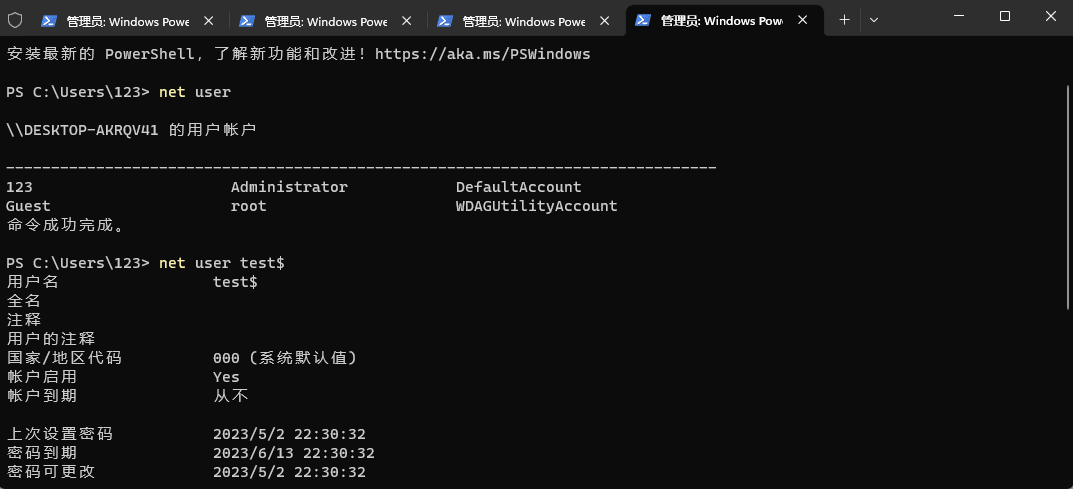 管理员: Windows Powe 管理员: Windows Powe 管理员: Windows Powe 管理员: Windows Powe
安装最新的 PowerShell，了解新功能和改进！https://aka.ms/PSWindows
PS C:\Users\123> net user
\\DESKTOP-AKRQV41 的用户帐户
-------------------------------------------------------------------------------
123 Administrator DefaultAccount
Guest root WDAGUtilityAccount
命令成功完成。
PS C:\Users\123> net user test$
用户名 test$
全名
注释
用户的注释
国家/地区代码 000 (系统默认值)
帐户启用 Yes
帐户到期 从不
上次设置密码 2023/5/2 22:30:32
密码到期 2023/6/13 22:30:32
密码可更改 2023/5/2 22:30:32